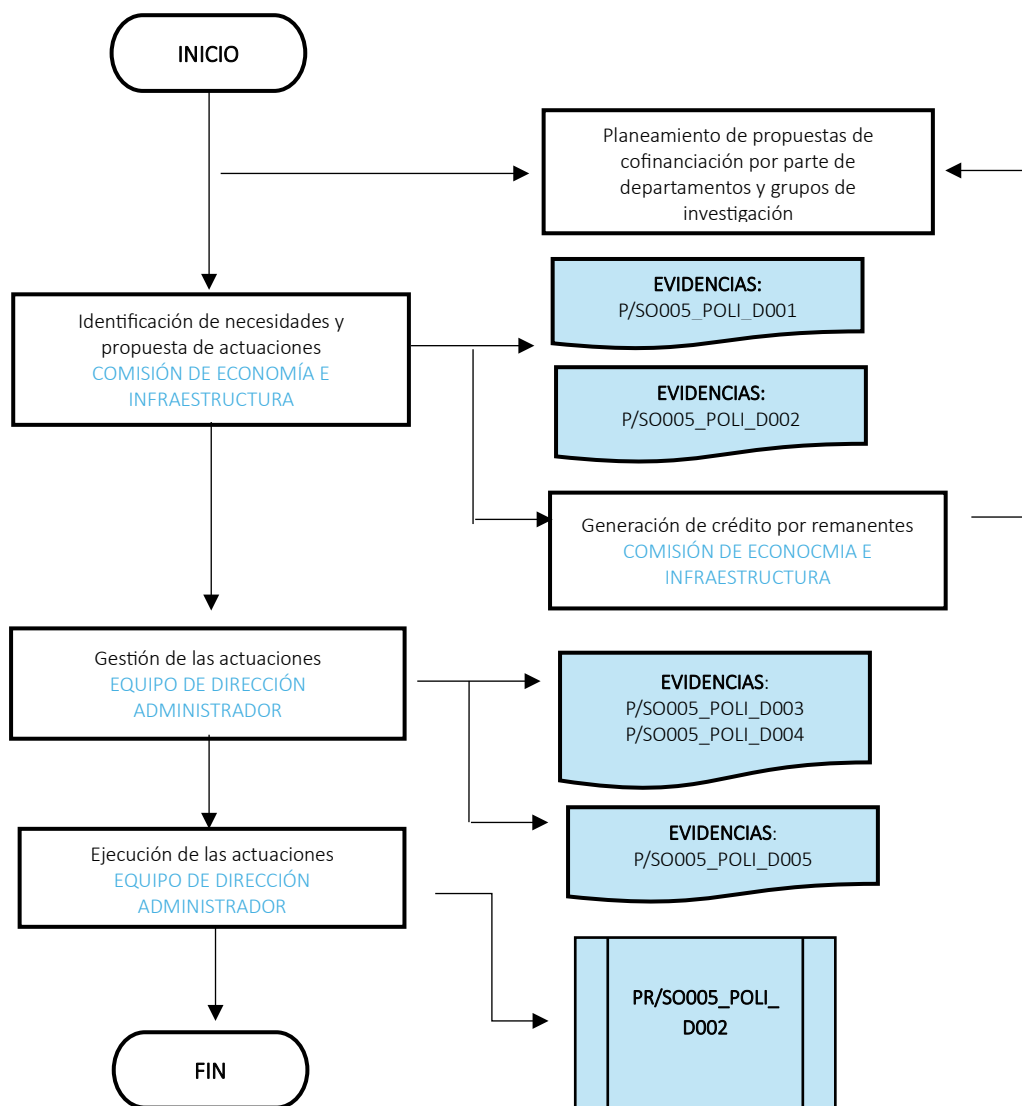 INICIO
Planeamiento de propuestas de
cofinanciación por parte de
departamentos y grupos de
investigación
EVIDENCIAS:
P/SO005_POLI_D001
Identificación de necesidades y
propuesta de actuaciones
COMISIÓN DE ECONOMÍA E
INFRAESTRUCTURA
EVIDENCIAS:
P/SO005_POLI_D002
Generación de crédito por remanentes
COMISIÓN DE ECONOCMIA E
INFRAESTRUCTURA
Gestión de las actuaciones
EQUIPO DE DIRECCIÓN
ADMINISTRADOR
EVIDENCIAS:
P/SO005_POLI_D003
P/SO005_POLI_D004
EVIDENCIAS:
P/SO005_POLI_D005
Ejecución de las actuaciones
EQUIPO DE DIRECCIÓN
ADMINISTRADOR
PR/SO005_POLI_
D002
FIN